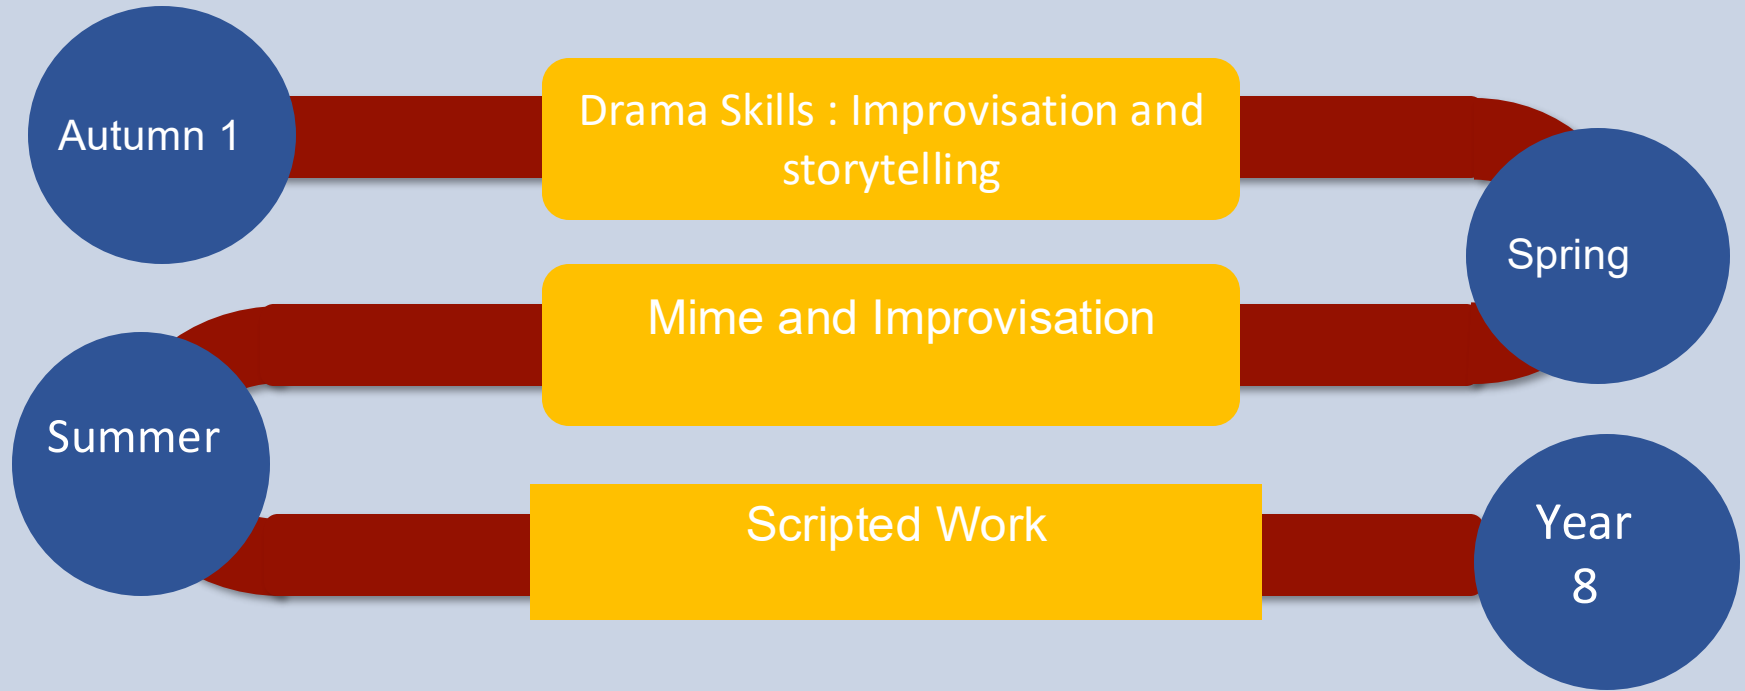 Autumn 1
Drama Skills : Improvisation and
storytelling
Spring
Mime and Improvisation
Summer
Scripted Work
Year
8